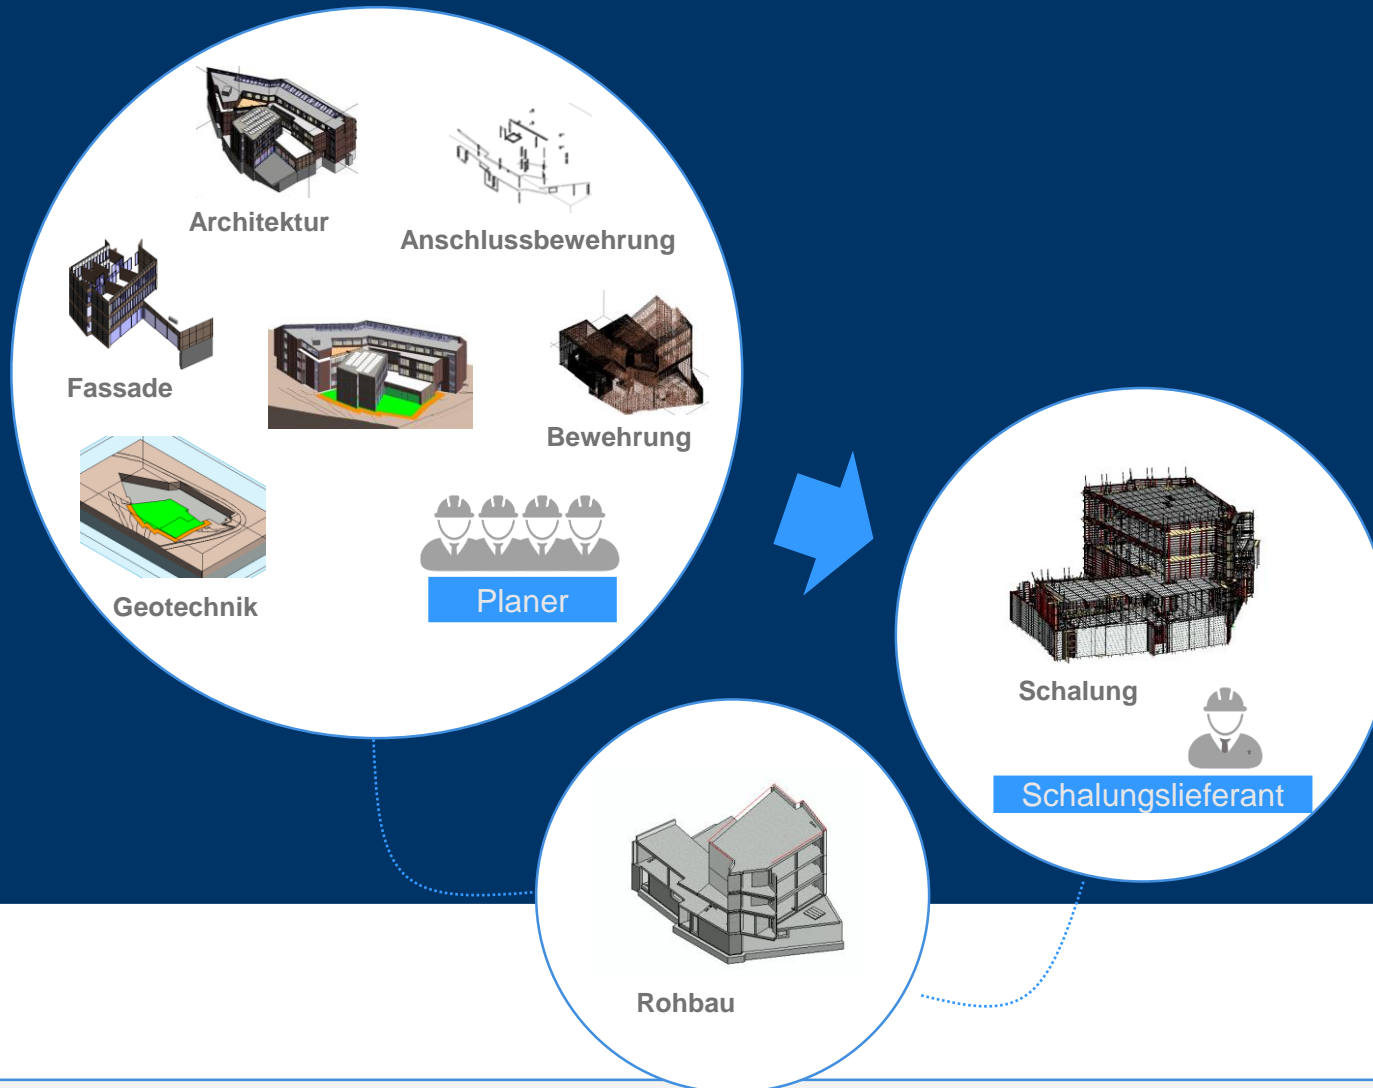 Architektur
Anschlussbewehrung
Fassade
Bewehrung
Geotechnik
Planer
Schalung
Schalungslieferant
Rohbau